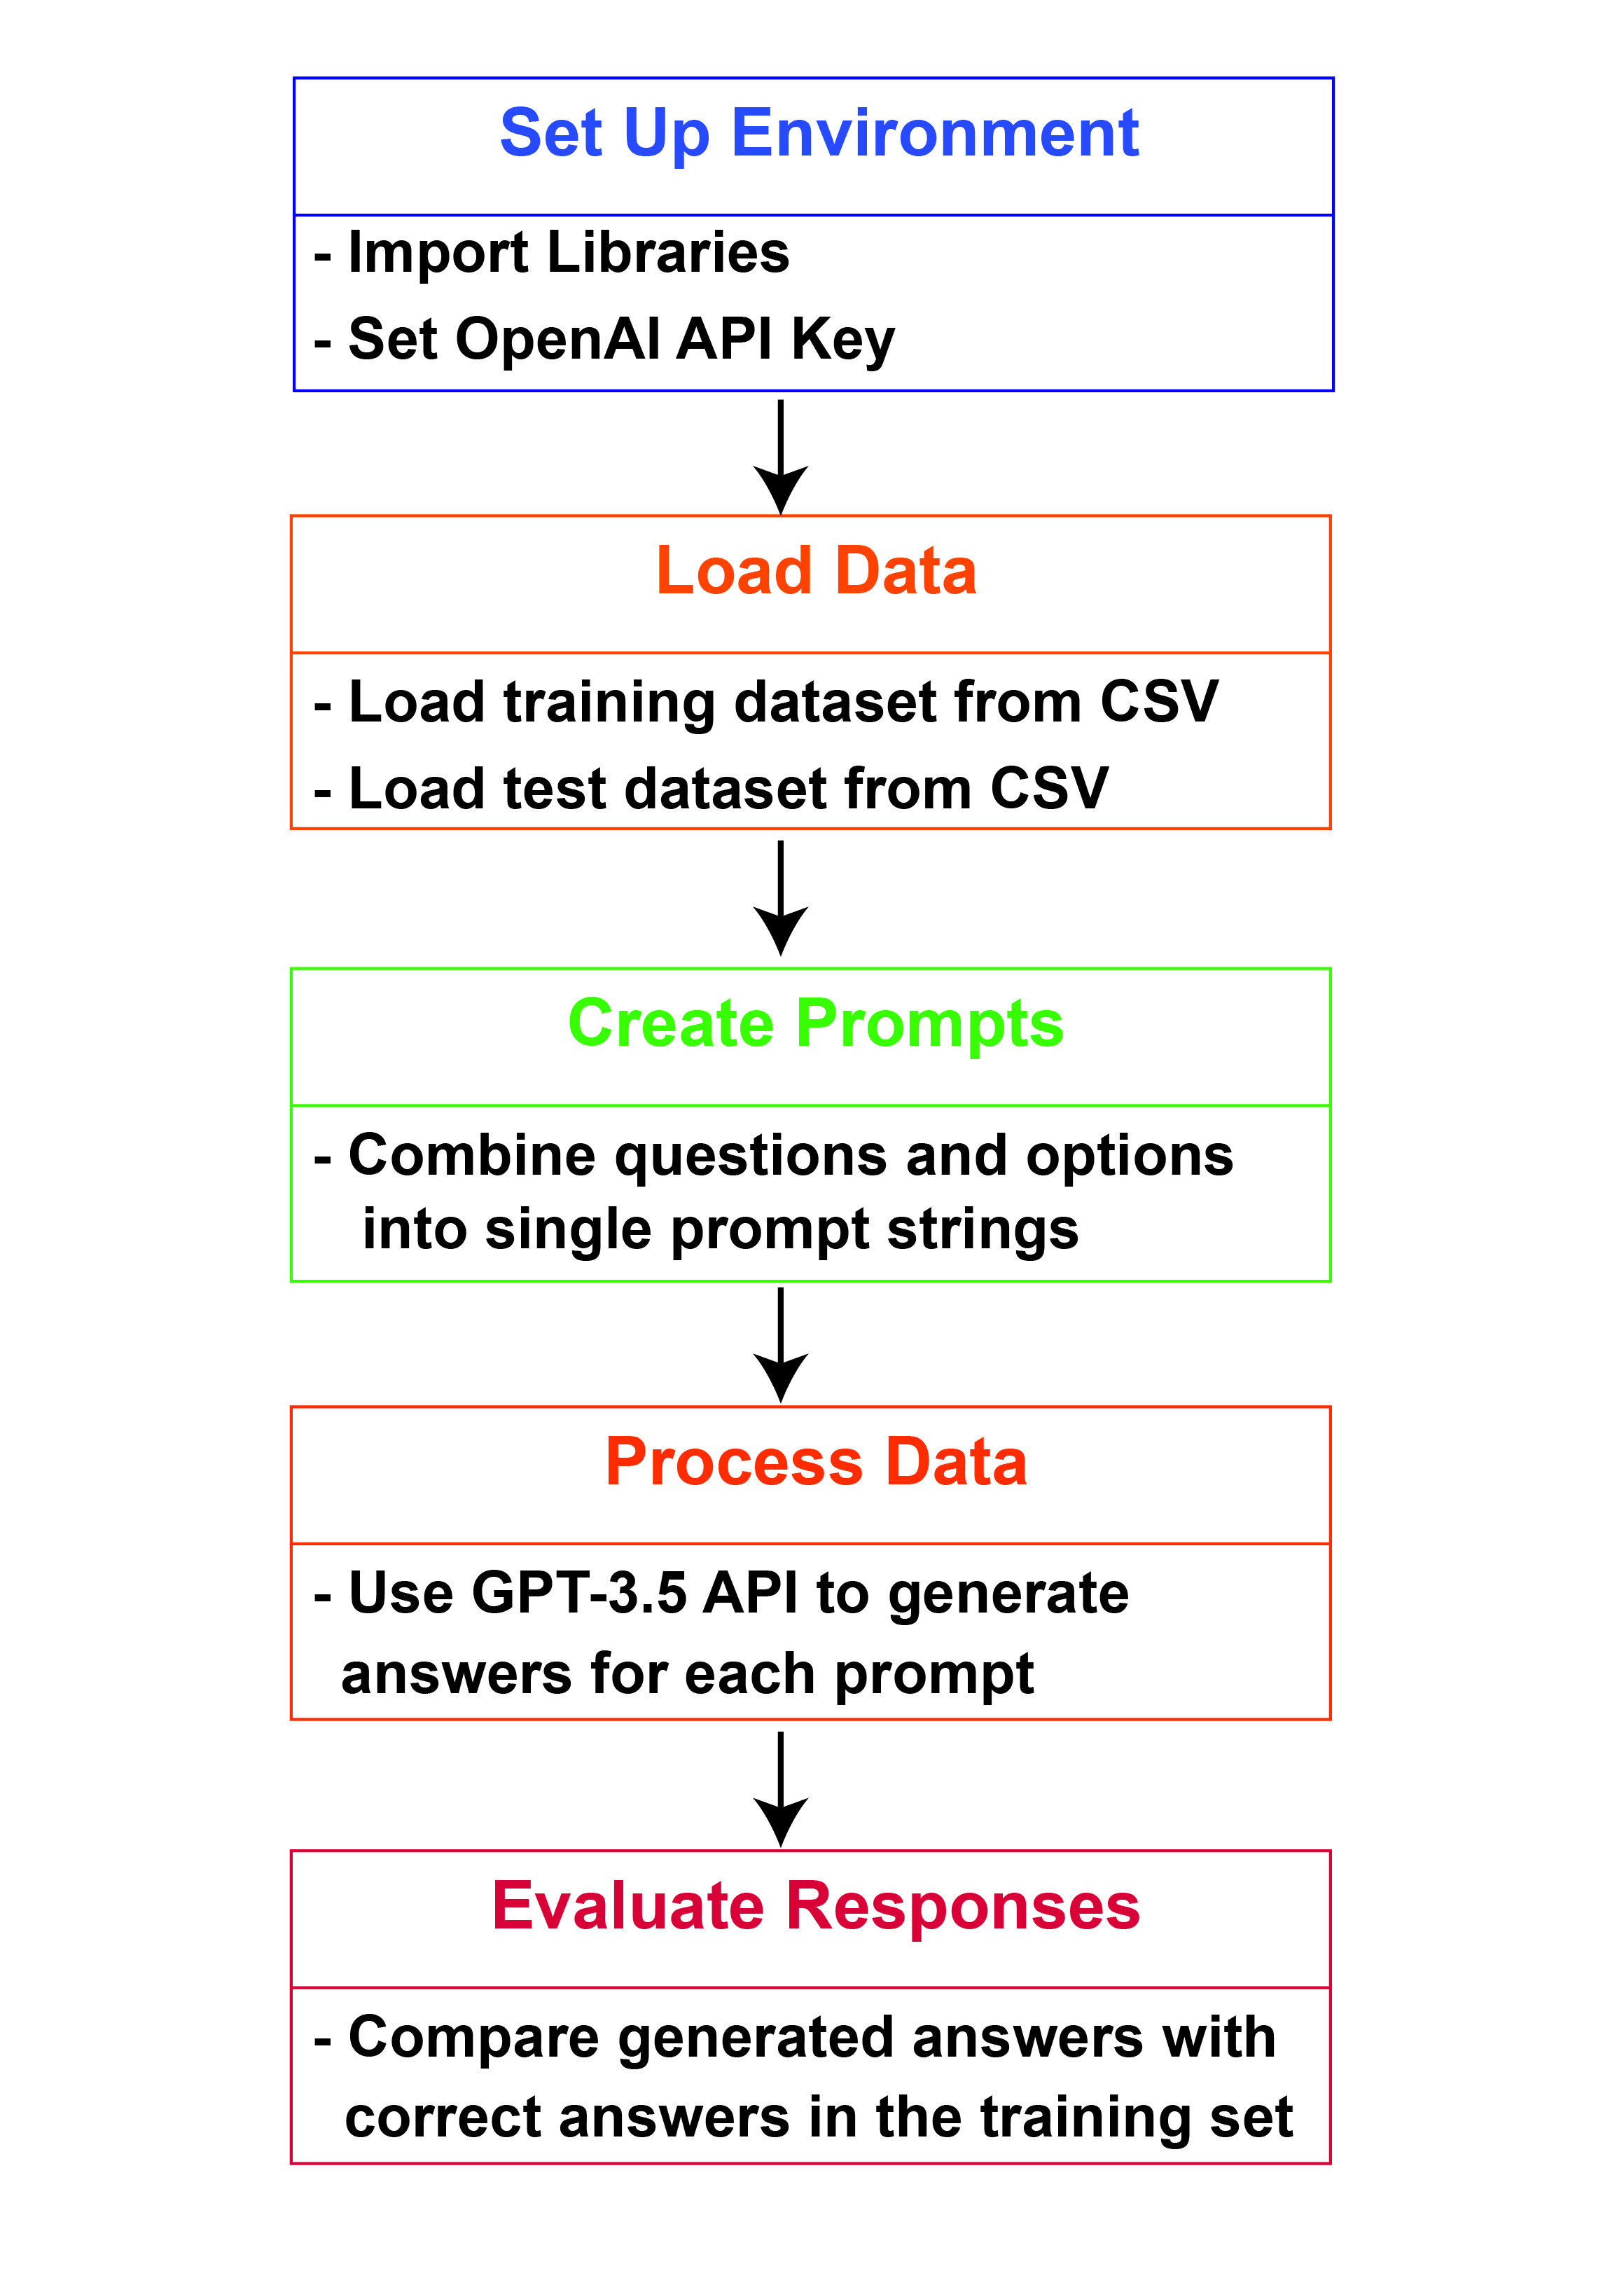 Set Up Environment
- Import Libraries
- Set OpenAI API Key
Load Data
- Load training dataset from CSV
- Load test dataset from CSV
Create Prompts
- Combine questions and options
into single prompt strings
Process Data
- Use GPT-3.5 API to generate
answers for each prompt
Evaluate Responses
- Compare generated answers with
correct answers in the training set